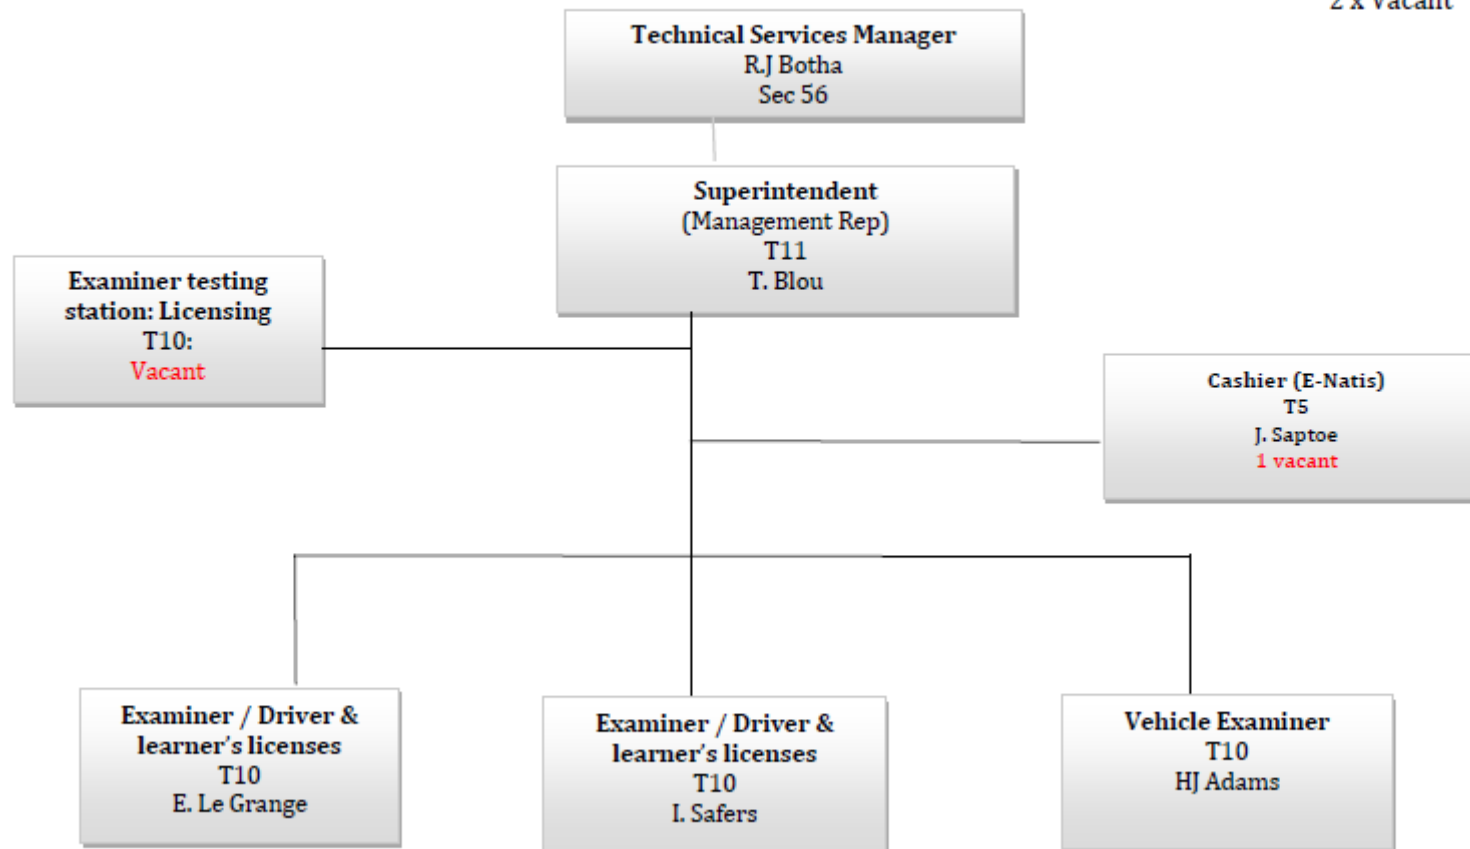 2 x Vacant
Technical Services Manager
R.J Botha
Sec 56
Superintendent
(Management Rep)
T11
T. Blou
Examiner testing
station: Licensing
T10:
Vacant
Cashier (E-Natis)
T5
J. Saptoe
1 vacant
Examiner / Driver &
learner's licenses
T10
E. Le Grange
Examiner / Driver &
learner's licenses
T10
I. Safers
Vehicle Examiner
T10
HJ Adams